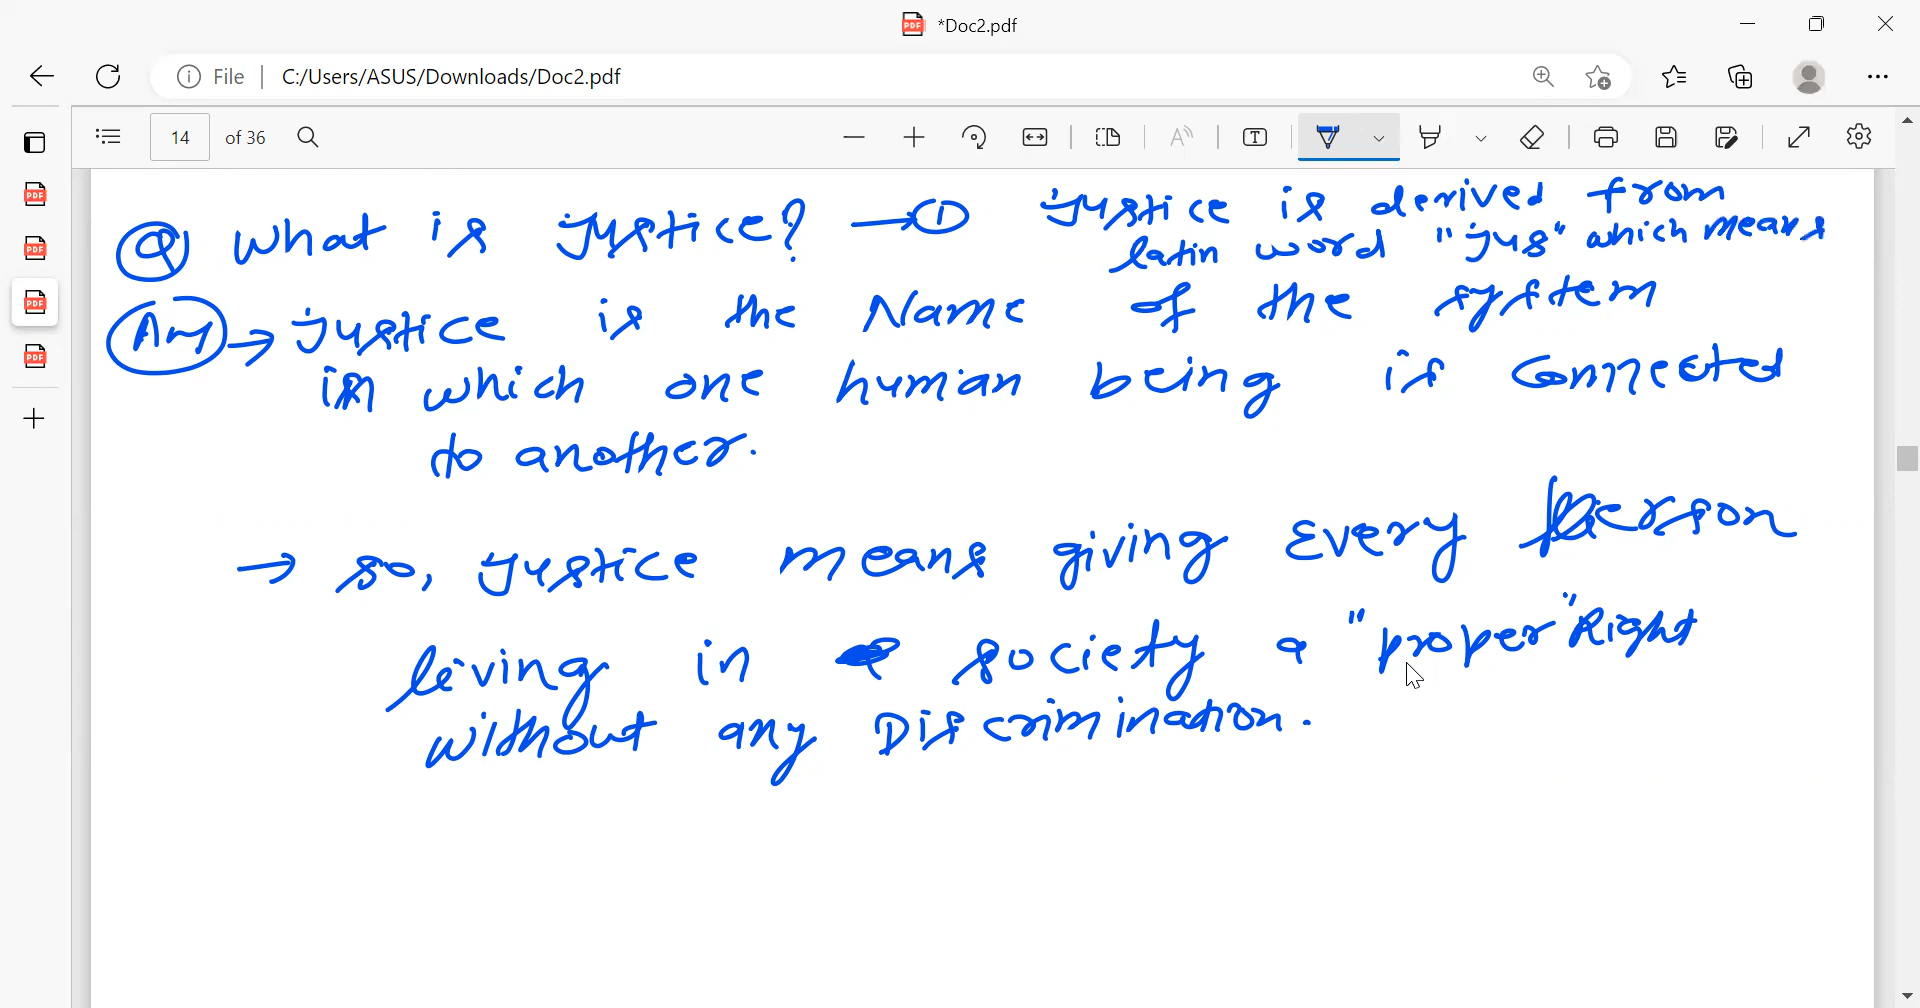 *Doc2.pdf
File C:/Users/ASUS/Downloads/Doc2.pdf
14 of 36
Q What is justice? → ① justice is derived from
latin word "jus" which means
Ans → justice is the Name of the system
in which one human being is connected
to another.
→ so, justice means giving Every person
living in society a "proper" Right
without any Discrimination.